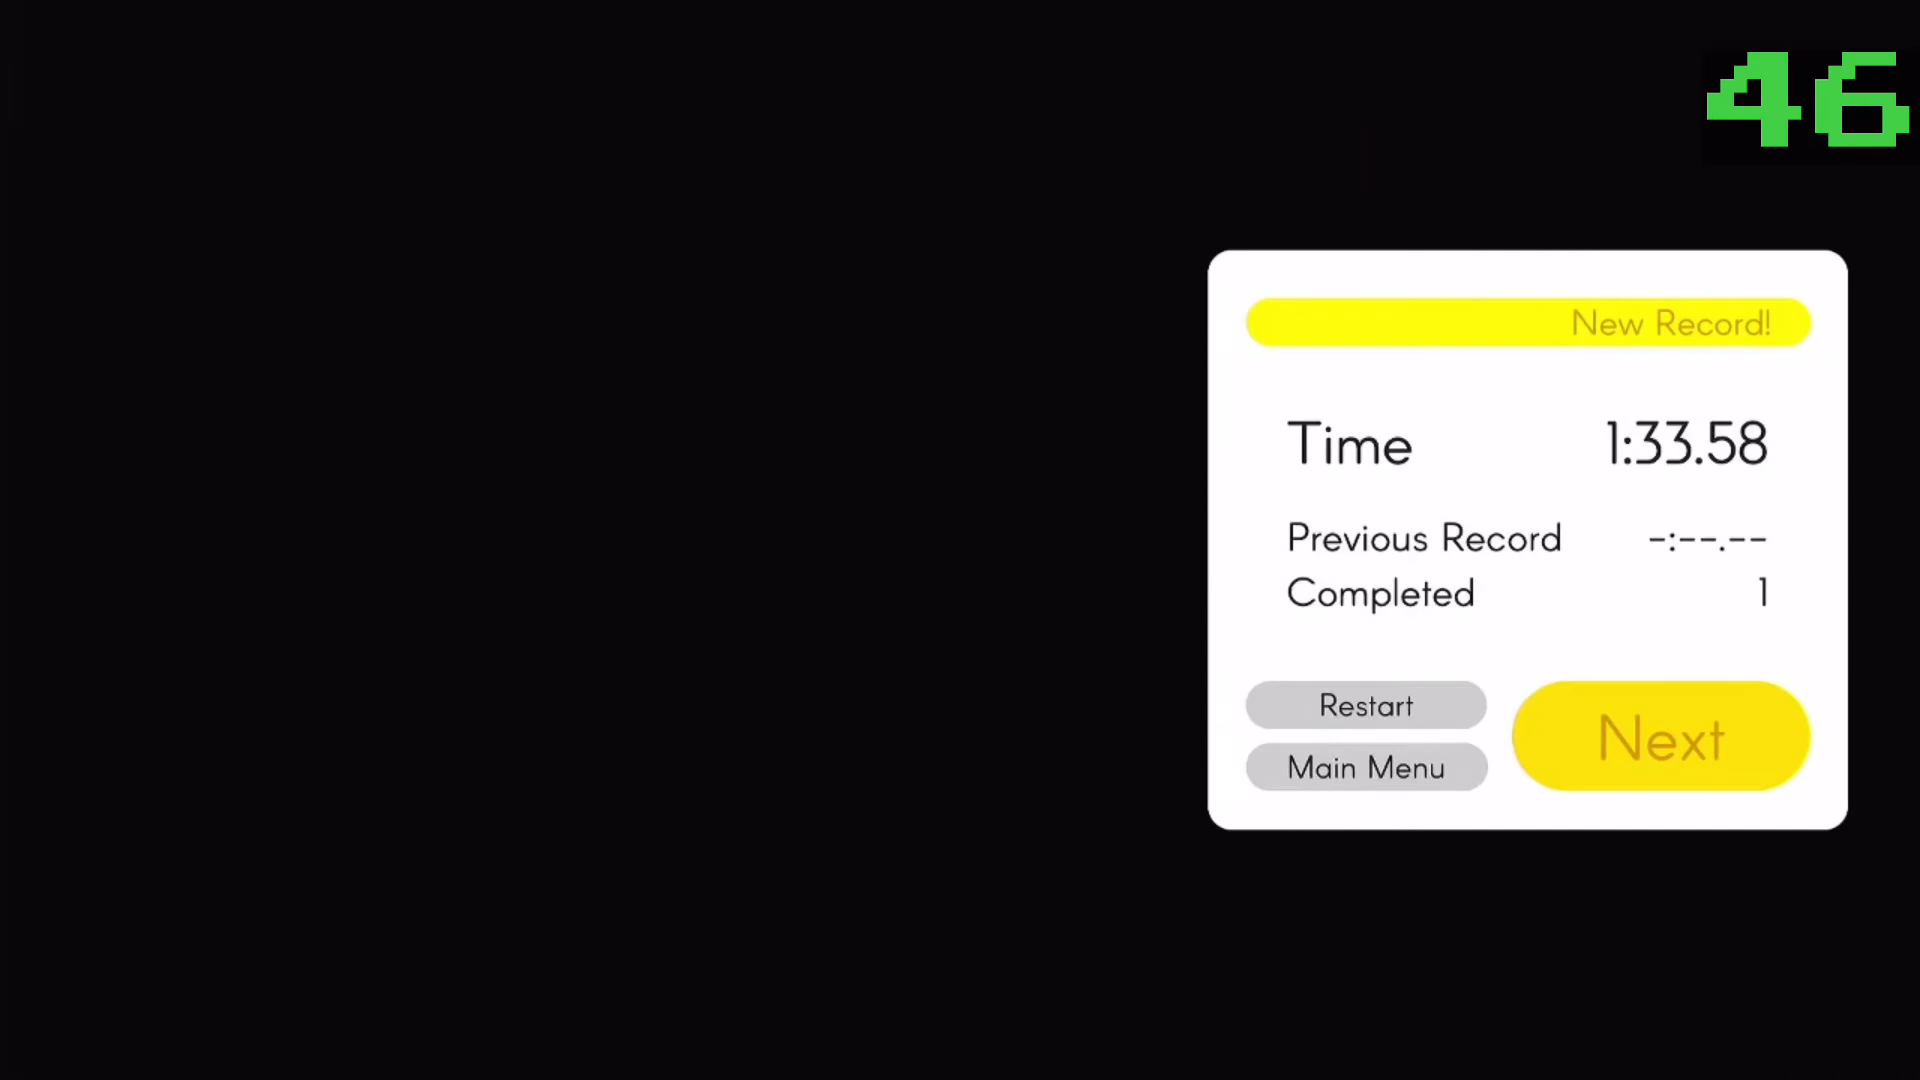 46
New Record!
Time 1:33.58
Previous Record -:--.--
Completed 1
Restart
Main Menu
Next